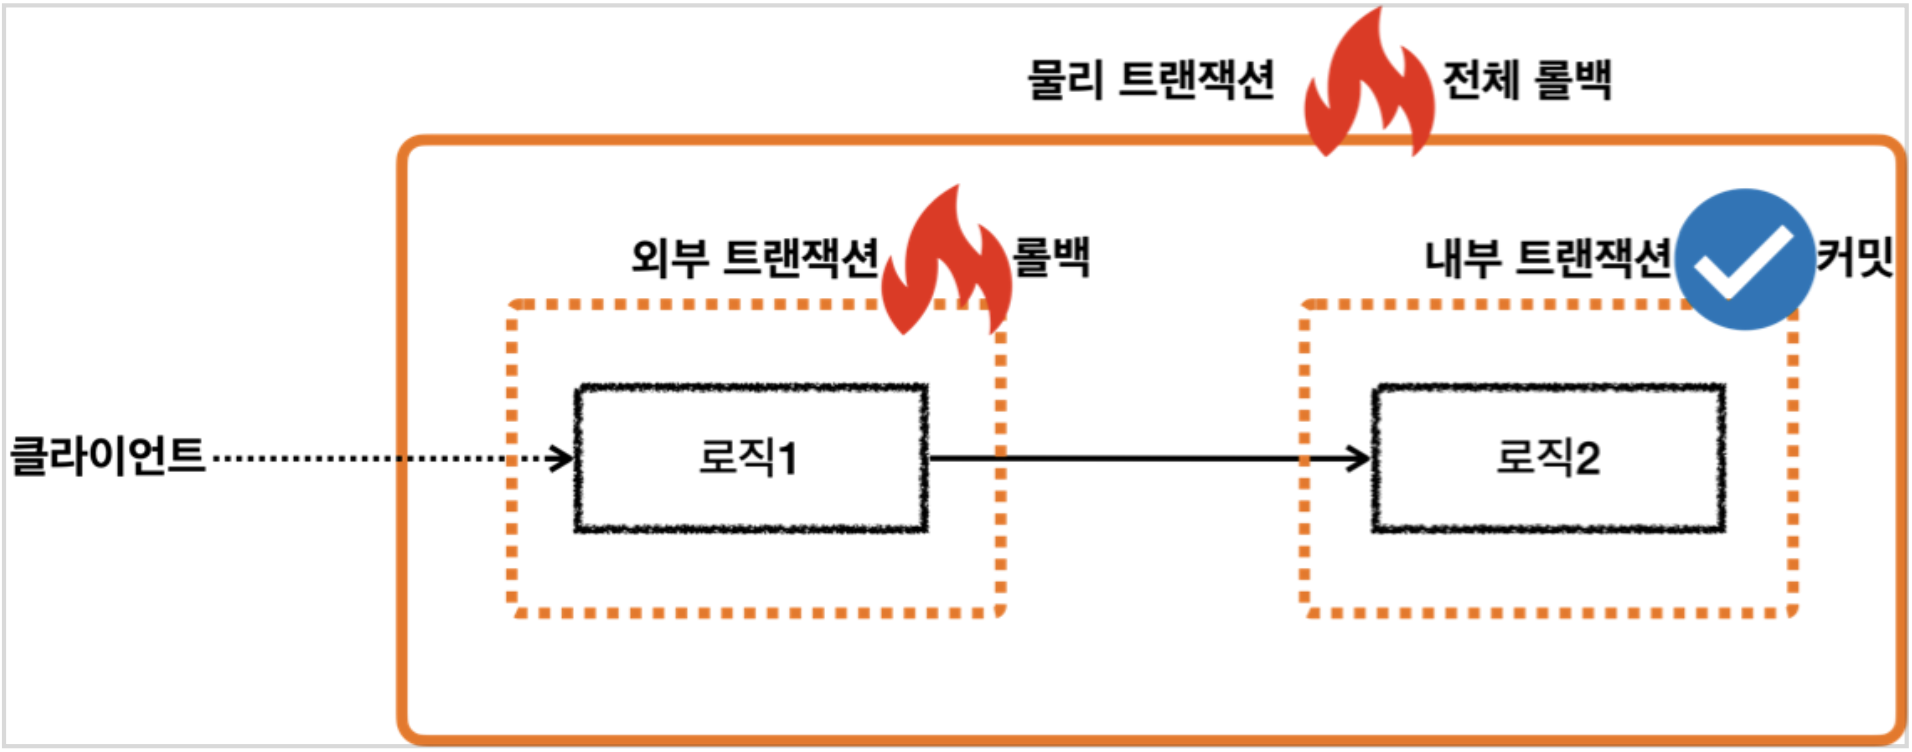 물리 트랜잭션 전체 롤백
외부 트랜잭션 롤백
내부 트랜잭션 커밋
클라이언트
로직1
로직2